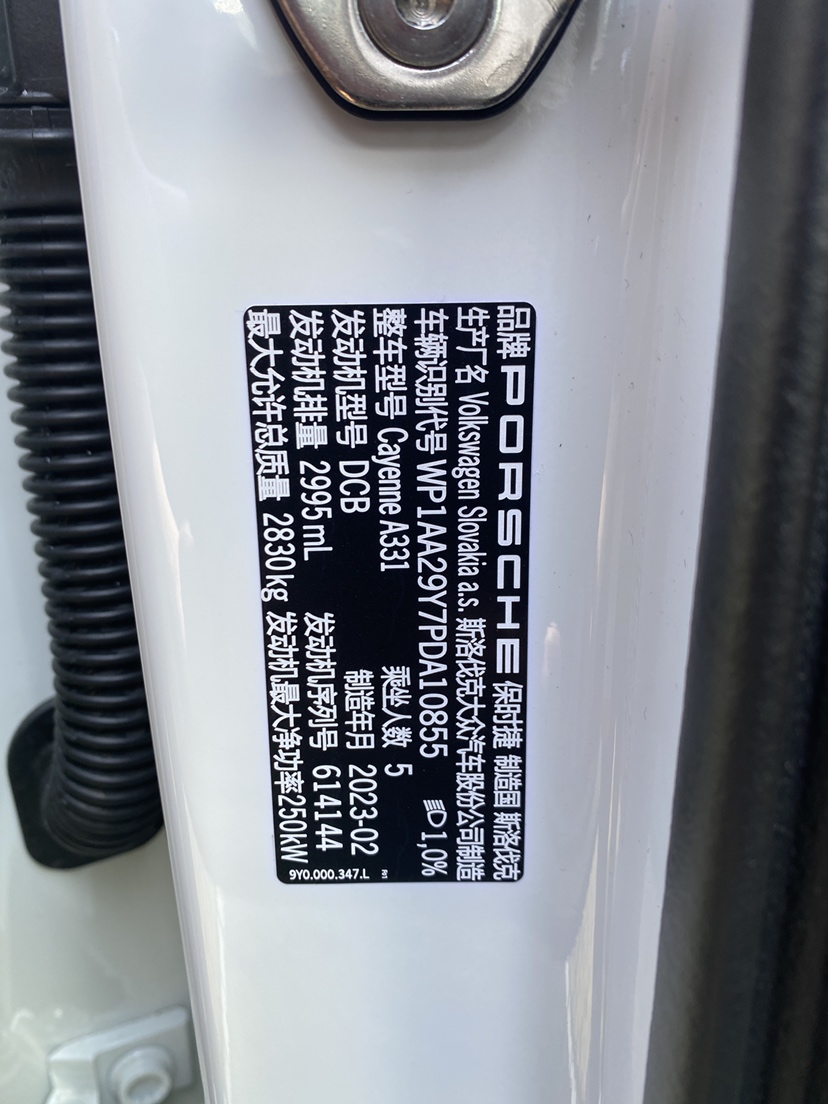 品牌 PORSCHE 保时捷 制造国 斯洛伐克
生产厂名 Volkswagen Slovakia a.s. 斯洛伐克大众汽车股份公司制造
车辆识别代号 WP1AA29Y7PDA10855 1,0%
整车型号 Cayenne A331 乘坐人数 5
发动机型号 DCB 制造年月 2023-02
发动机排量 2995 mL 发动机序列号 614144
最大允许总质量 2830kg 发动机最大净功率250kW
9Y0.000.347.L